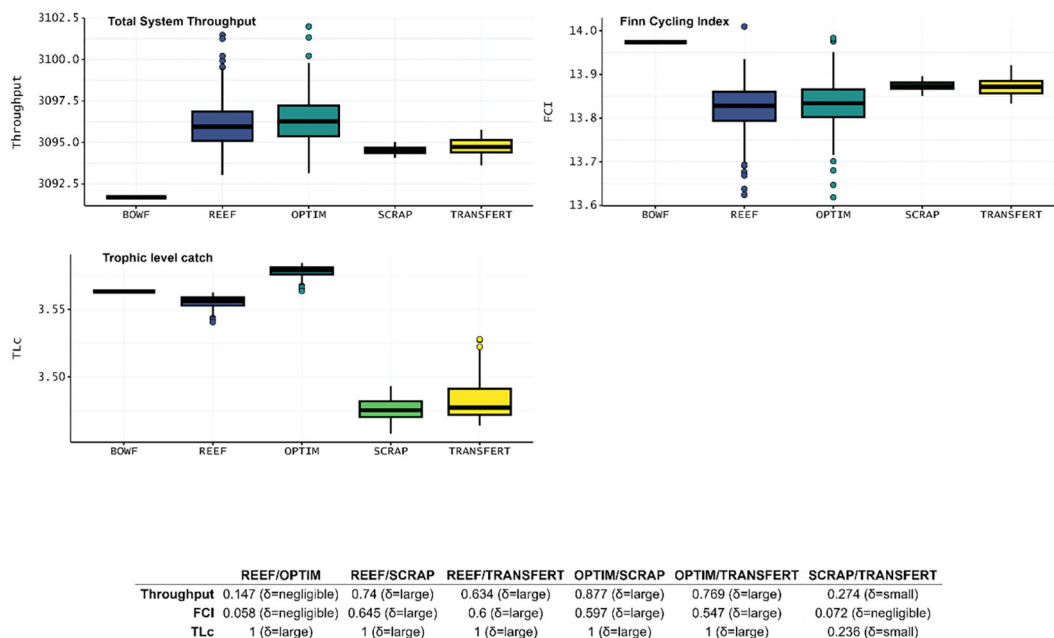 Total System Throughput
3102.5
3100.0
3097.5
3095.0
3092.5
Throughput
BOWF REEF OPTIM SCRAP TRANSFERT
Finn Cycling Index
14.0
13.9
13.8
13.7
13.6
FCI
BOWF REEF OPTIM SCRAP TRANSFERT
Trophic level catch
3.55
3.50
TLc
BOWF REEF OPTIM SCRAP TRANSFERT
REEF/OPTIM REEF/SCRAP REEF/TRANSFERT OPTIM/SCRAP OPTIM/TRANSFERT SCRAP/TRANSFERT
Throughput 0.147 (δ=negligible) 0.74 (δ=large) 0.634 (δ=large) 0.877 (δ=large) 0.769 (δ=large) 0.274 (δ=small)
FCI 0.058 (δ=negligible) 0.645 (δ=large) 0.6 (δ=large) 0.597 (δ=large) 0.547 (δ=large) 0.072 (δ=negligible)
TLc 1 (δ=large) 1 (δ=large) 1 (δ=large) 1 (δ=large) 1 (δ=large) 0.236 (δ=small)